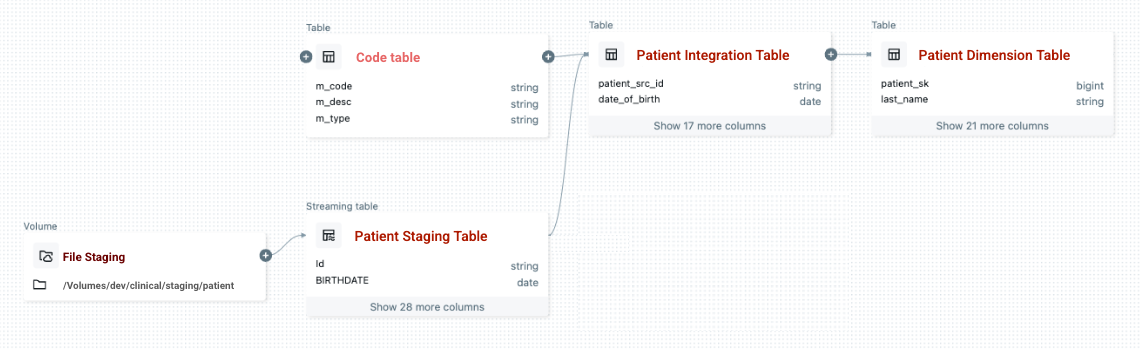 Table
Code table
m_code string
m_desc string
m_type string
Table
Patient Integration Table
patient_src_id string
date_of_birth date
Show 17 more columns
Table
Patient Dimension Table
patient_sk bigint
last_name string
Show 21 more columns
Volume
File Staging
/Volumes/dev/clinical/staging/patient
Streaming table
Patient Staging Table
Id string
BIRTHDATE date
Show 28 more columns